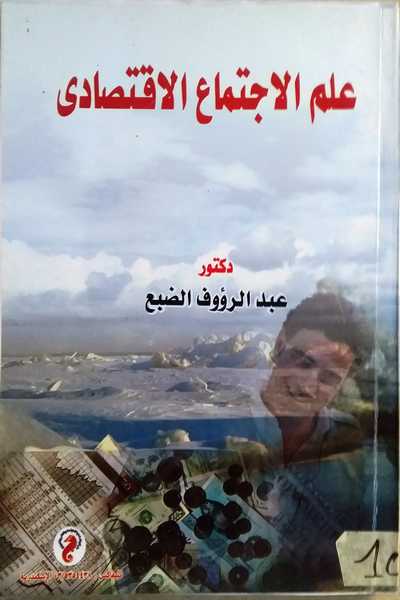 علم الاجتماع الاقتصادى
دكتور
عبد الرؤوف الضبع